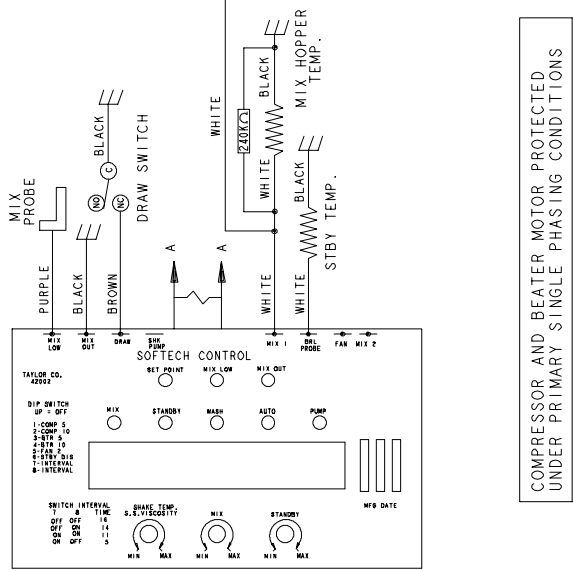 MIX HOPPER
TEMP.
BLACK
240KΩ
WHITE
WHITE
BLACK
STBY TEMP.
BLACK
DRAW SWITCH
C
NO
NC
MIX
PROBE
PURPLE
BLACK
BROWN
A
A
WHITE
WHITE
MIX
LOW
MIX
OUT
DRAW
SHK
PUMP
MIX 1
BRL
PROBE
FAN
MIX 2
SOFTECH CONTROL
TAYLOR CO.
42002
SET POINT
MIX LOW
MIX OUT
DIP SWITCH
UP = OFF
1-COMP 5
2-COMP 10
3-BTR 5
4-BTR 10
5-FAN 2
6-STBY DIS
7-INTERVAL
8-INTERVAL
MIX
STANDBY
WASH
AUTO
PUMP
MFG DATE
SWITCH INTERVAL
7 8 TIME
OFF OFF 16
OFF ON 14
ON ON 11
ON OFF 5
SHAKE TEMP.
S.S.VISCOSITY
MIN MAX
MIX
MIN MAX
STANDBY
MIN MAX
COMPRESSOR AND BEATER MOTOR PROTECTED
UNDER PRIMARY SINGLE PHASING CONDITIONS